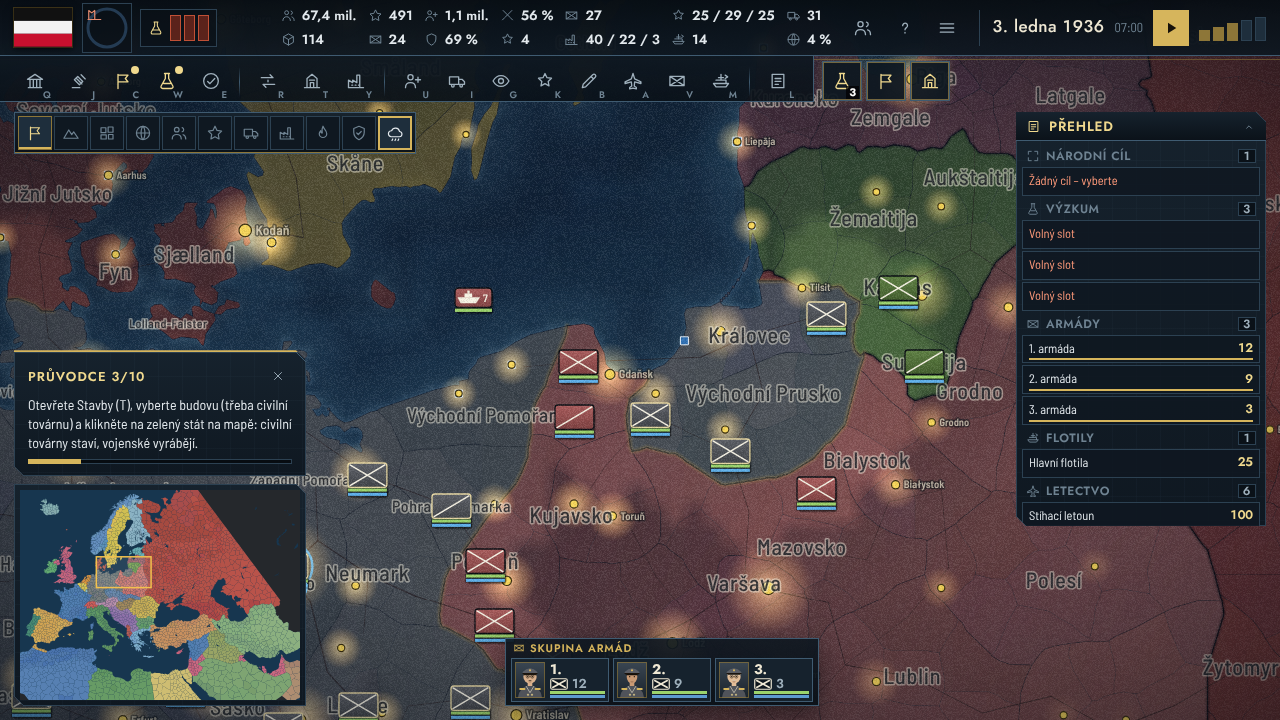 67,4 mil.
491
1,1 mil.
56 %
27
25 / 29 / 25
31
114
24
69 %
4
40 / 22 / 3
14
4 %
?
3. ledna 1936
07:00
Q
J
C
W
E
R
T
Y
U
I
G
K
B
A
V
M
L
3
Latgale
Zemgale
Liepāja
Skåne
Aarhus
Jižní Jutsko
Aukštaitij
Žemaitija
Kodaň
Sjælland
Fyn
Lolland-Falster
7
Tilsit
Královec
Gdaňsk
Východní Prusko
Východní Pomořan
Grodno
Grodno
Bialystok
Białystok
Kujavsko
Toruň
Mazovsko
Neumark
Varšava
Polesí
Lublin
Žytomyr
Vratislav
PŘEHLED
NÁRODNÍ CÍL
1
Žádný cíl – vyberte
VÝZKUM
3
Volný slot
Volný slot
Volný slot
ARMÁDY
3
1. armáda
12
2. armáda
9
3. armáda
3
FLOTILY
1
Hlavní flotila
25
LETECTVO
6
Stíhací letoun
100
PRŮVODCE 3/10
Otevřete Stavby (T), vyberte budovu (třeba civilní
továrnu) a klikněte na zelený stát na mapě: civilní
továrny staví, vojenské vyrábějí.
SKUPINA ARMÁD
1.
12
2.
9
3.
3